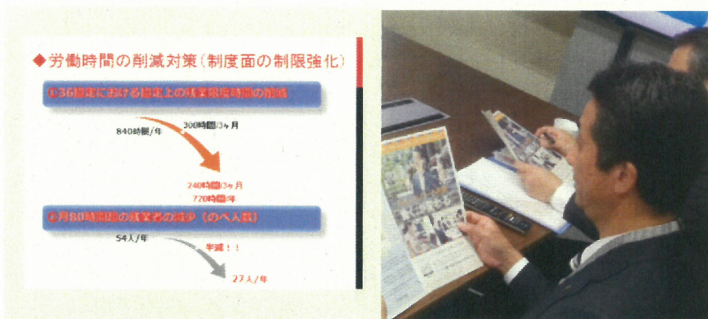 ◆労働時間の削減対策(制度面の制限強化)
①36協定における協定上の残業限度時間の削減
840時間/年
300時間/3ヶ月
240時間/3ヶ月
720時間/年
②月80時間超の残業者の減少（のべ人数）
54人/年
半減！！
27人/年